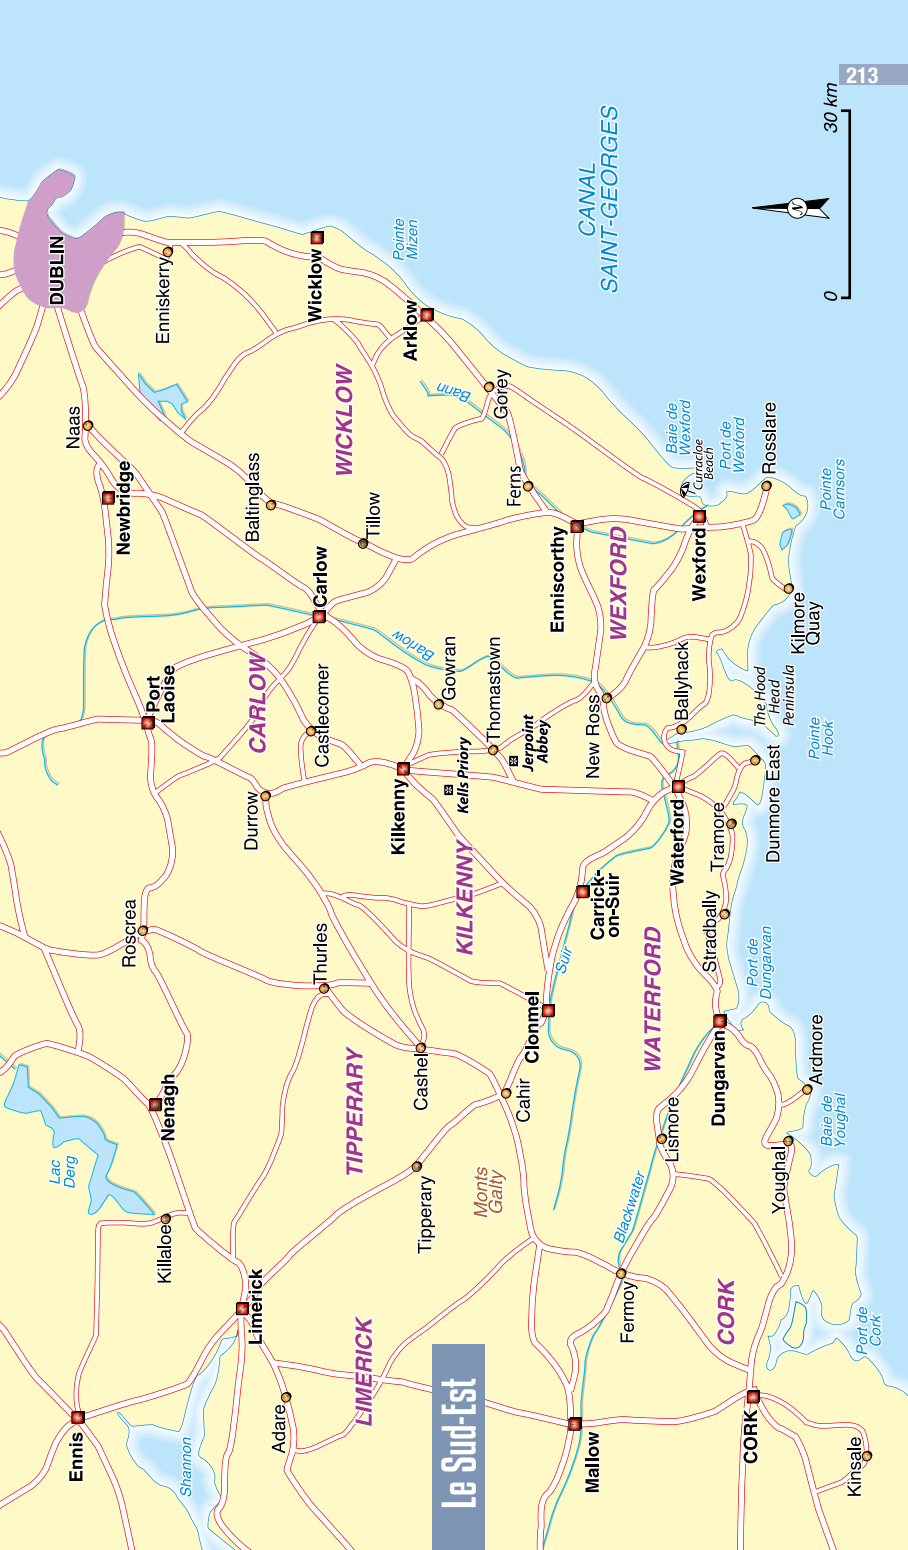 213
Le Sud-Est
DUBLIN
Enniskerry
Wicklow
Pointe
Mizen
CANAL
SAINT-GEORGES
0
30 km
N
Naas
Newbridge
Baltinglass
Tillow
WICKLOW
Arklow
Bann
Gorey
Ferns
Baie de
Wexford
Curracloe
Beach
Port de
Wexford
Rosslare
Pointe
Carnsors
Port
Laoise
CARLOW
Carlow
Barlow
Castlecomer
Gowran
Thomastown
Jerpoint
Abbey
Kells Priory
Enniscorthy
WEXFORD
Wexford
Kilmore
Quay
New Ross
Ballyhack
The Hood
Head
Peninsula
Pointe
Hook
Durrow
Kilkenny
KILKENNY
Waterford
Tramore
Dunmore East
Roscrea
Thurles
Carrick-
on-Suir
Suir
WATERFORD
Stradbally
Port de
Dungarvan
Nenagh
TIPPERARY
Cashel
Clonmel
Cahir
Dungarvan
Ardmore
Lac
Derg
Killaloe
Tipperary
Monts
Galty
Lismore
Blackwater
Youghal
Baie de
Youghal
Limerick
LIMERICK
Fermoy
CORK
Port de
Cork
Ennis
Shannon
Adare
Mallow
CORK
Kinsale